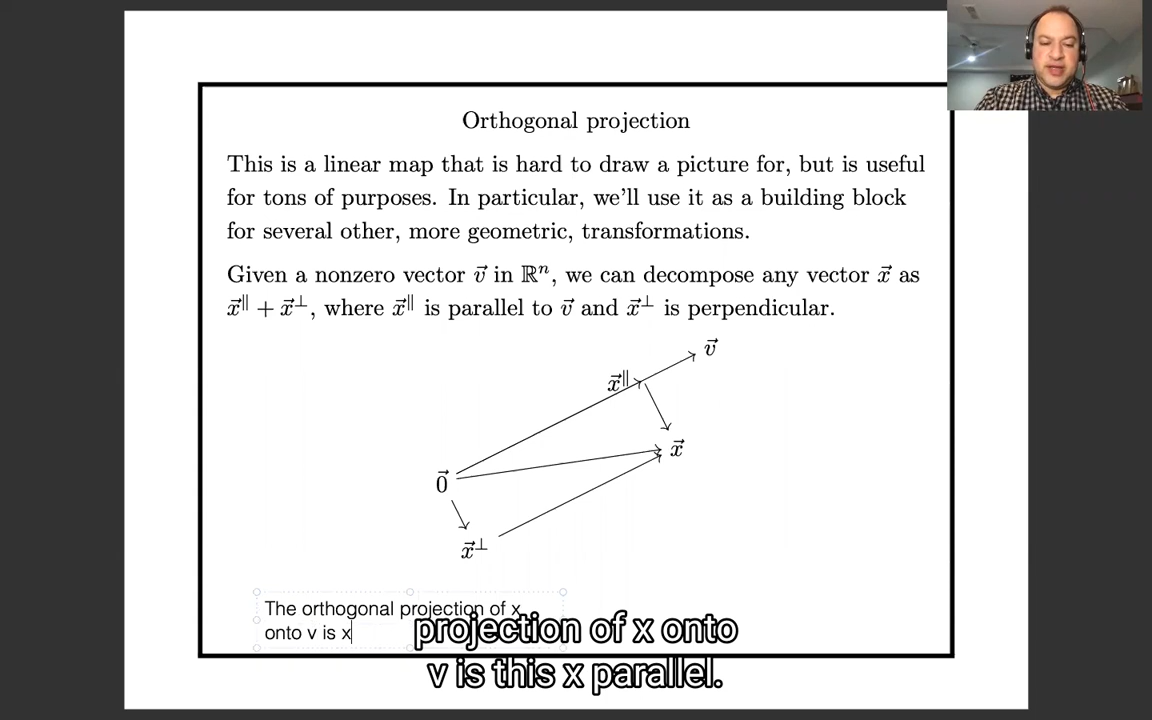 Orthogonal projection
This is a linear map that is hard to draw a picture for, but is useful
for tons of purposes. In particular, we'll use it as a building block
for several other, more geometric, transformations.
Given a nonzero vector v⃗ in ℝⁿ, we can decompose any vector x⃗ as
x⃗∥ + x⃗⊥, where x⃗∥ is parallel to v⃗ and x⃗⊥ is perpendicular.
v⃗
x⃗∥
x⃗
0⃗
x⃗⊥
The orthogonal projection of x
onto v is x
projection of x onto
v is this x parallel.